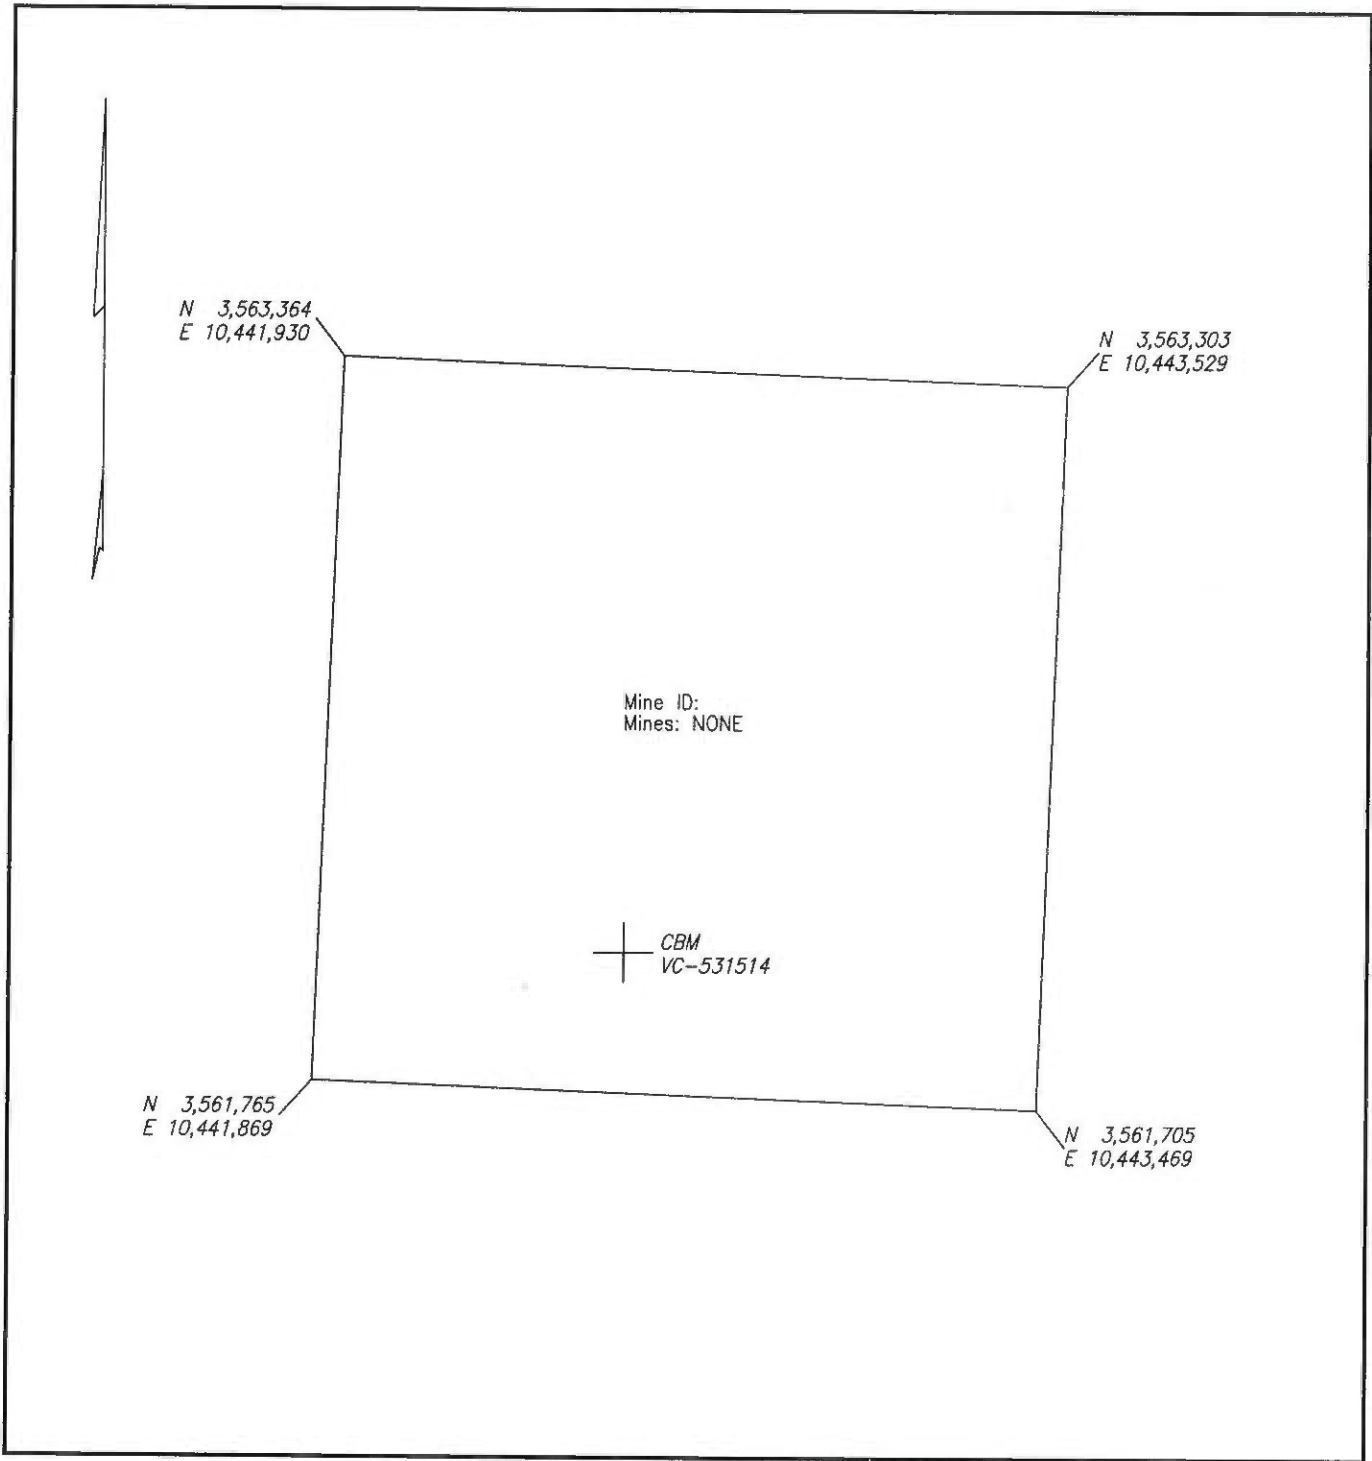 N 3,563,364
E 10,441,930
N 3,563,303
E 10,443,529
Mine ID:
Mines: NONE
CBM
VC-531514
N 3,561,765
E 10,441,869
N 3,561,705
E 10,443,469